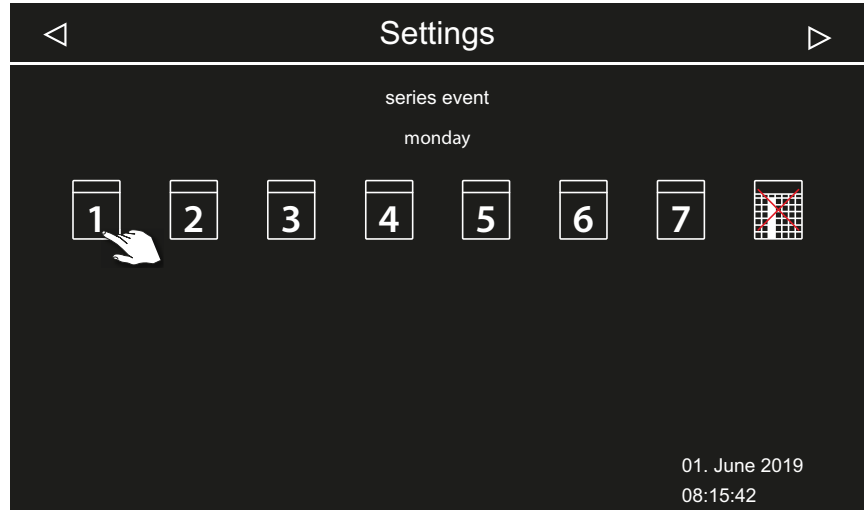 Settings
series event
monday
1 2 3 4 5 6 7
01. June 2019
08:15:42